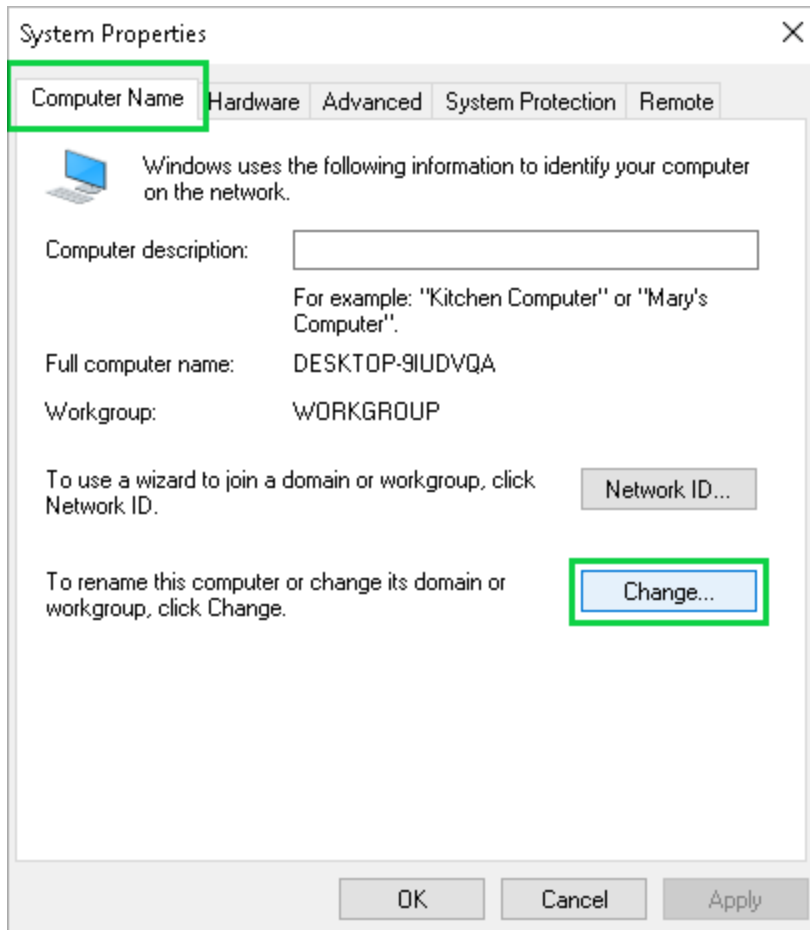 System Properties
Computer Name
Hardware
Advanced
System Protection
Remote
Windows uses the following information to identify your computer
on the network.
Computer description:
For example: "Kitchen Computer" or "Mary's
Computer".
Full computer name:
DESKTOP-9IUDVQA
Workgroup:
WORKGROUP
To use a wizard to join a domain or workgroup, click
Network ID.
Network ID...
To rename this computer or change its domain or
workgroup, click Change.
Change...
OK
Cancel
Apply